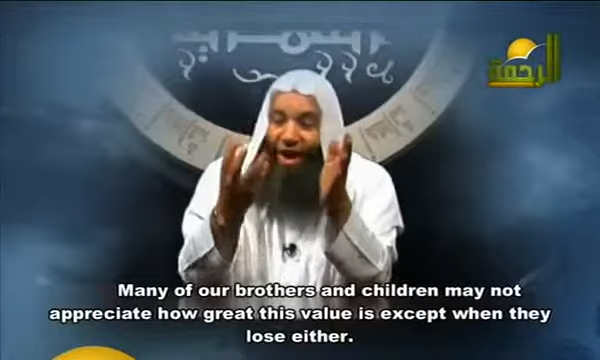 الرحمة
Many of our brothers and children may not
appreciate how great this value is except when they
lose either.